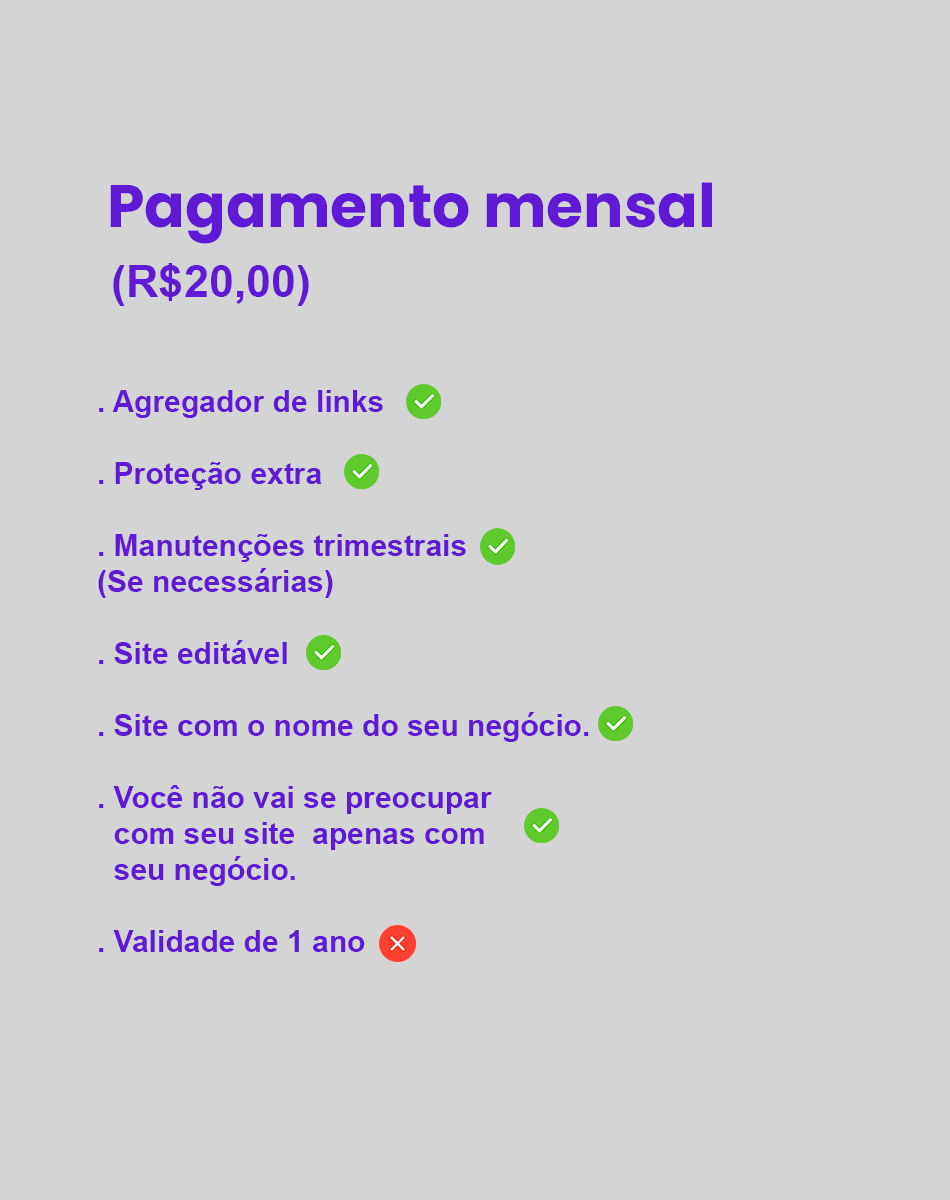 Pagamento mensal
(R$20,00)
. Agregador de links
. Proteção extra
. Manutenções trimestrais
(Se necessárias)
. Site editável
. Site com o nome do seu negócio.
. Você não vai se preocupar
com seu site  apenas com
seu negócio.
. Validade de 1 ano